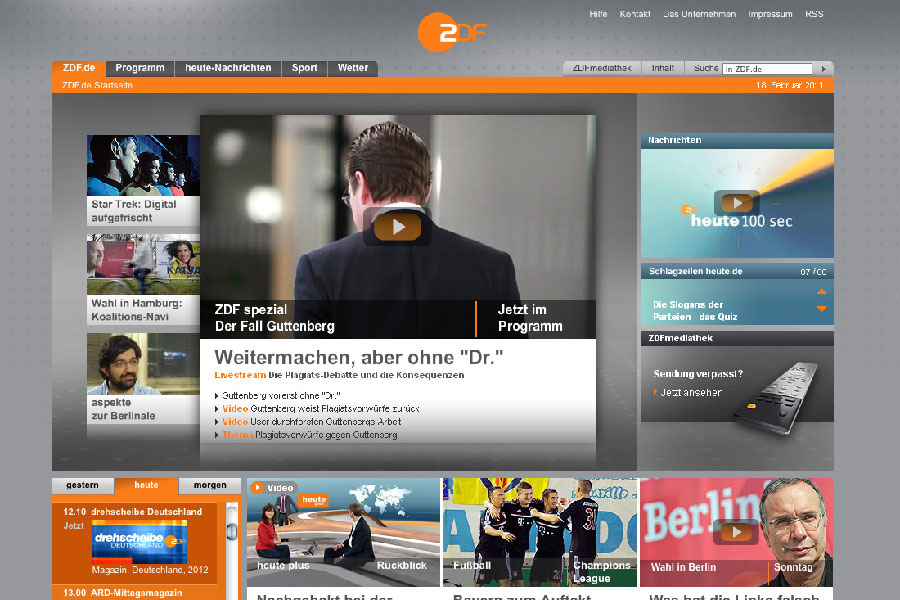 Hilfe Kontakt Das Unternehmen Impressum RSS
ZDF
ZDF.de Programm heute-Nachrichten Sport Wetter
ZDFmediathek Inhalt Suche in ZDF.de
ZDF.de Startseite
18. Februar 2011
Star Trek: Digital
aufgefrischt
Wahl in Hamburg:
Koalitions-Navi
aspekte
zur Berlinale
ZDF spezial
Der Fall Guttenberg
Jetzt im
Programm
Weitermachen, aber ohne "Dr."
Livestream Die Plagiats-Debatte und die Konsequenzen
Guttenberg vorerst ohne "Dr."
Video Guttenberg weist Plagiatsvorwürfe zurück
Video User durchforsten Guttenbergs Arbeit
Thema Plagiatsvorwürfe gegen Guttenberg
Nachrichten
heute 100 sec
Schlagzeilen heute.de
Die Slogans der
Parteien das Quiz
ZDFmediathek
Sendung verpasst?
Jetzt ansehen
gestern heute morgen
12.10 drehscheibe Deutschland
Jetzt
drehscheibe
DEUTSCHLAND
Magazin, Deutschland, 2012
13.00 ARD-Mittagsmagazin
Video
heute
heute plus Rückblick
Nachgehakt bei der
Fußball
Champions
League
Bayern zum Auftakt
Berlin
Wahl in Berlin Sonntag
Was hat die Linke falsch